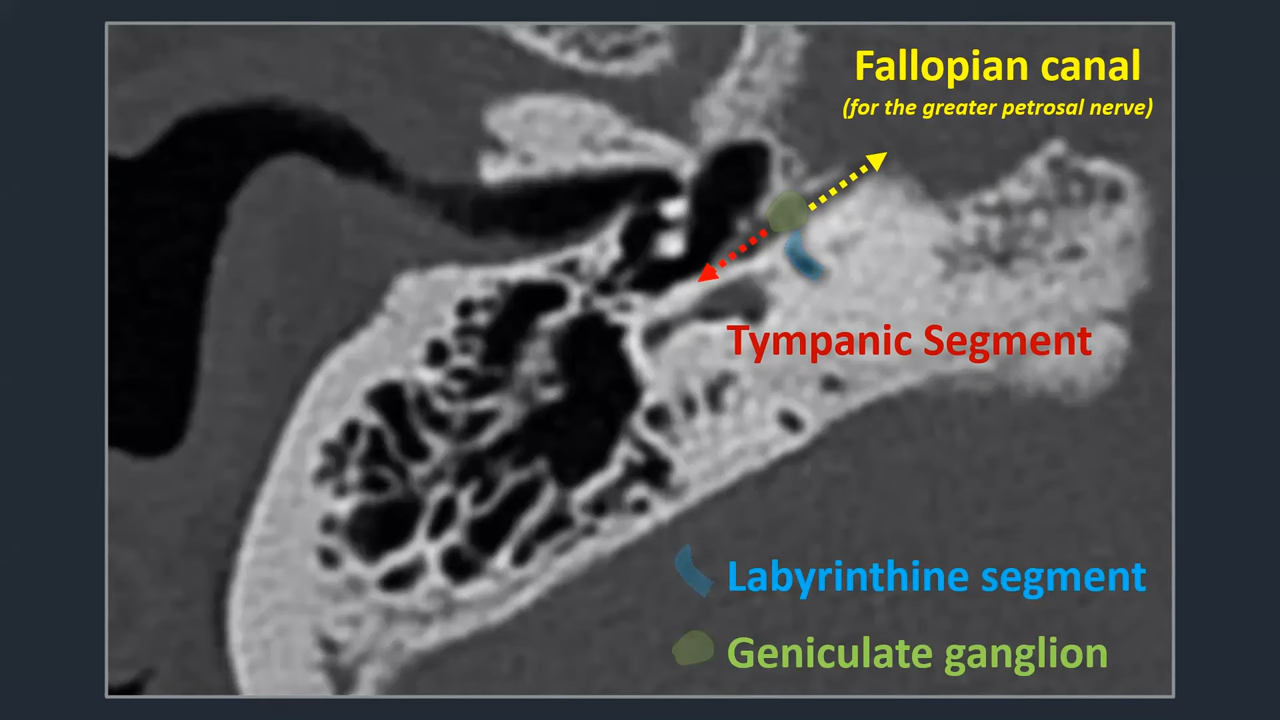 Fallopian canal
(for the greater petrosal nerve)
Tympanic Segment
Labyrinthine segment
Geniculate ganglion